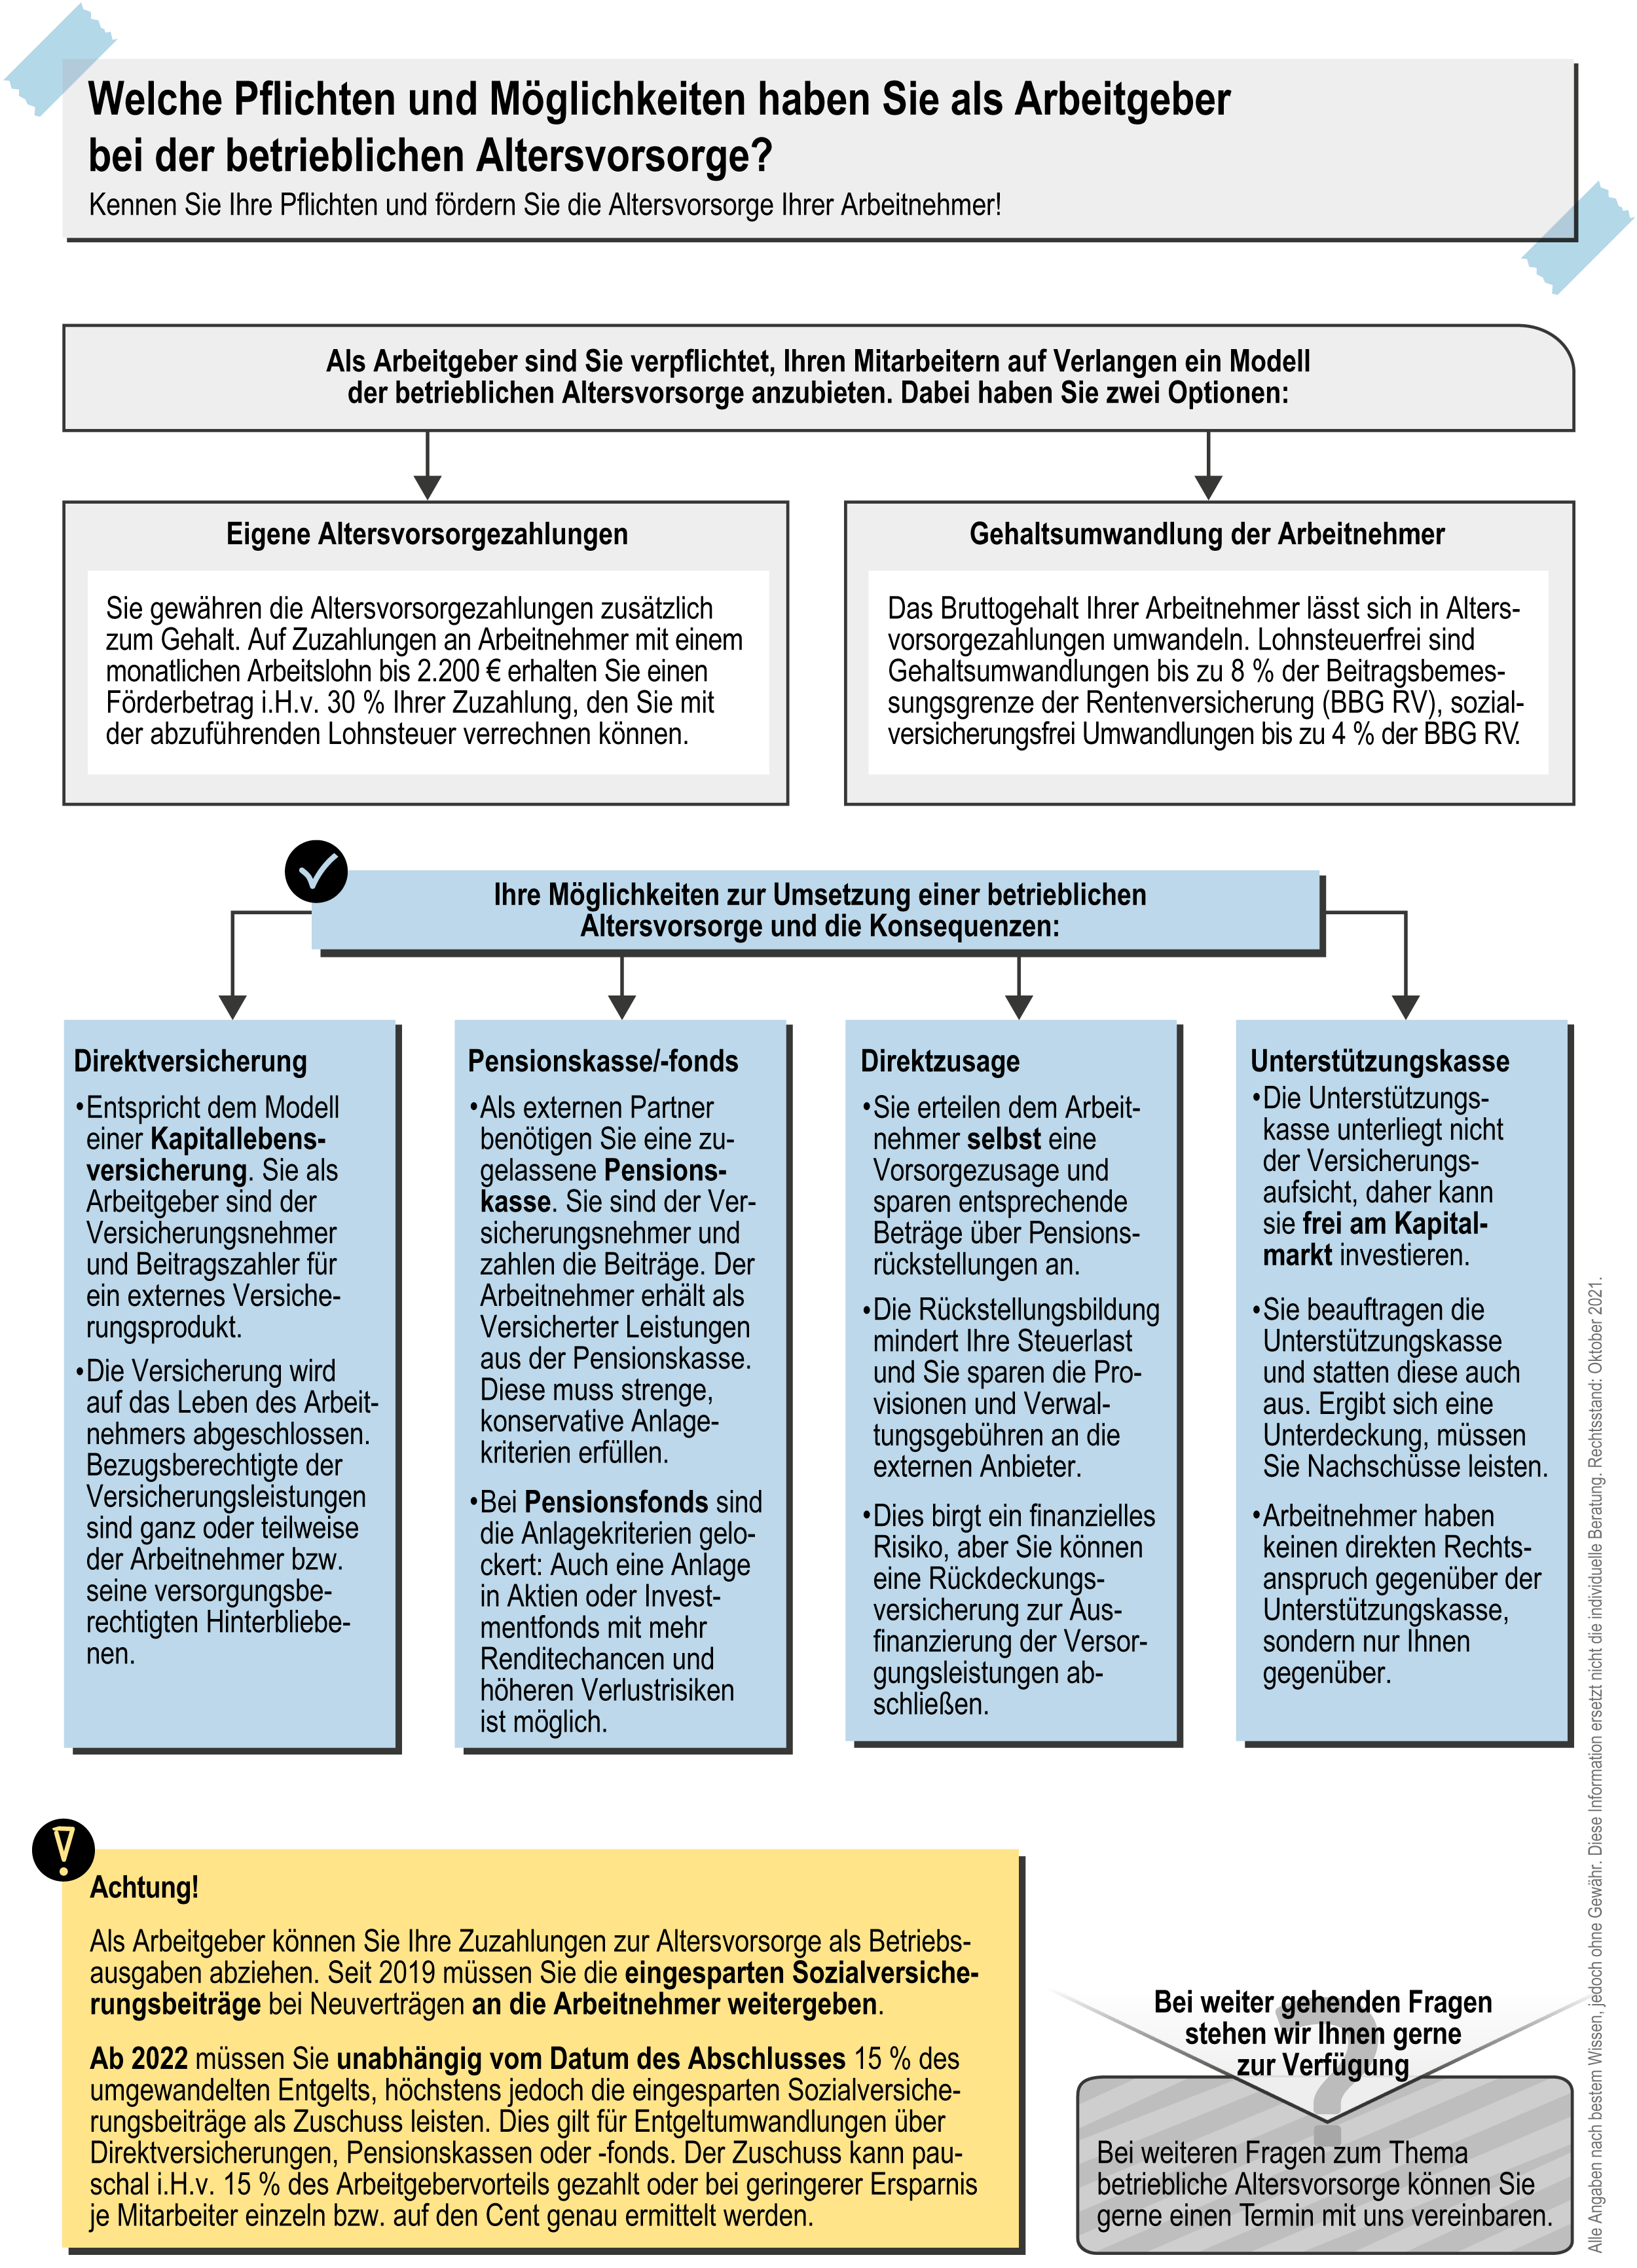 Welche Pflichten und Möglichkeiten haben Sie als Arbeitgeber
bei der betrieblichen Altersvorsorge?
Kennen Sie Ihre Pflichten und fördern Sie die Altersvorsorge Ihrer Arbeitnehmer!
Als Arbeitgeber sind Sie verpflichtet, Ihren Mitarbeitern auf Verlangen ein Modell
der betrieblichen Altersvorsorge anzubieten. Dabei haben Sie zwei Optionen:
Eigene Altersvorsorgezahlungen
Sie gewähren die Altersvorsorgezahlungen zusätzlich
zum Gehalt. Auf Zuzahlungen an Arbeitnehmer mit einem
monatlichen Arbeitslohn bis 2.200 € erhalten Sie einen
Förderbetrag i.H.v. 30 % Ihrer Zuzahlung, den Sie mit
der abzuführenden Lohnsteuer verrechnen können.
Gehaltsumwandlung der Arbeitnehmer
Das Bruttogehalt Ihrer Arbeitnehmer lässt sich in Alters-
vorsorgezahlungen umwandeln. Lohnsteuerfrei sind
Gehaltsumwandlungen bis zu 8 % der Beitragsbemes-
sungsgrenze der Rentenversicherung (BBG RV), sozial-
versicherungsfrei Umwandlungen bis zu 4 % der BBG RV.
Ihre Möglichkeiten zur Umsetzung einer betrieblichen
Altersvorsorge und die Konsequenzen:
Direktversicherung
•Entspricht dem Modell
einer Kapitallebens-
versicherung. Sie als
Arbeitgeber sind der
Versicherungsnehmer
und Beitragszahler für
ein externes Versiche-
rungsprodukt.
•Die Versicherung wird
auf das Leben des Arbeit-
nehmers abgeschlossen.
Bezugsberechtigte der
Versicherungsleistungen
sind ganz oder teilweise
der Arbeitnehmer bzw.
seine versorgungsbe-
rechtigten Hinterbliebe-
nen.
Pensionskasse/-fonds
•Als externen Partner
benötigen Sie eine zu-
gelassene Pensions-
kasse. Sie sind der Ver-
sicherungsnehmer und
zahlen die Beiträge. Der
Arbeitnehmer erhält als
Versicherter Leistungen
aus der Pensionskasse.
Diese muss strenge,
konservative Anlage-
kriterien erfüllen.
•Bei Pensionsfonds sind
die Anlagekriterien gelo-
ckert: Auch eine Anlage
in Aktien oder Invest-
mentfonds mit mehr
Renditechancen und
höheren Verlustrisiken
ist möglich.
Direktzusage
•Sie erteilen dem Arbeit-
nehmer selbst eine
Vorsorgezusage und
sparen entsprechende
Beträge über Pensions-
rückstellungen an.
•Die Rückstellungsbildung
mindert Ihre Steuerlast
und Sie sparen die Pro-
visionen und Verwal-
tungsgebühren an die
externen Anbieter.
•Dies birgt ein finanzielles
Risiko, aber Sie können
eine Rückdeckungs-
versicherung zur Aus-
finanzierung der Versor-
gungsleistungen ab-
schließen.
Unterstützungskasse
•Die Unterstützungs-
kasse unterliegt nicht
der Versicherungs-
aufsicht, daher kann
sie frei am Kapital-
markt investieren.
•Sie beauftragen die
Unterstützungskasse
und statten diese auch
aus. Ergibt sich eine
Unterdeckung, müssen
Sie Nachschüsse leisten.
•Arbeitnehmer haben
keinen direkten Rechts-
anspruch gegenüber der
Unterstützungskasse,
sondern nur Ihnen
gegenüber.
Achtung!
Als Arbeitgeber können Sie Ihre Zuzahlungen zur Altersvorsorge als Betriebs-
ausgaben abziehen. Seit 2019 müssen Sie die eingesparten Sozialversiche-
rungsbeiträge bei Neuverträgen an die Arbeitnehmer weitergeben.
Ab 2022 müssen Sie unabhängig vom Datum des Abschlusses 15 % des
umgewandelten Entgelts, höchstens jedoch die eingesparten Sozialversiche-
rungsbeiträge als Zuschuss leisten. Dies gilt für Entgeltumwandlungen über
Direktversicherungen, Pensionskassen oder -fonds. Der Zuschuss kann pau-
schal i.H.v. 15 % des Arbeitgebervorteils gezahlt oder bei geringerer Ersparnis
je Mitarbeiter einzeln bzw. auf den Cent genau ermittelt werden.
?
Bei weiter gehenden Fragen
stehen wir Ihnen gerne
zur Verfügung
Bei weiteren Fragen zum Thema
betriebliche Altersvorsorge können Sie
gerne einen Termin mit uns vereinbaren.
Alle Angaben nach bestem Wissen, jedoch ohne Gewähr. Diese Information ersetzt nicht die individuelle Beratung. Rechtsstand: Oktober 2021.